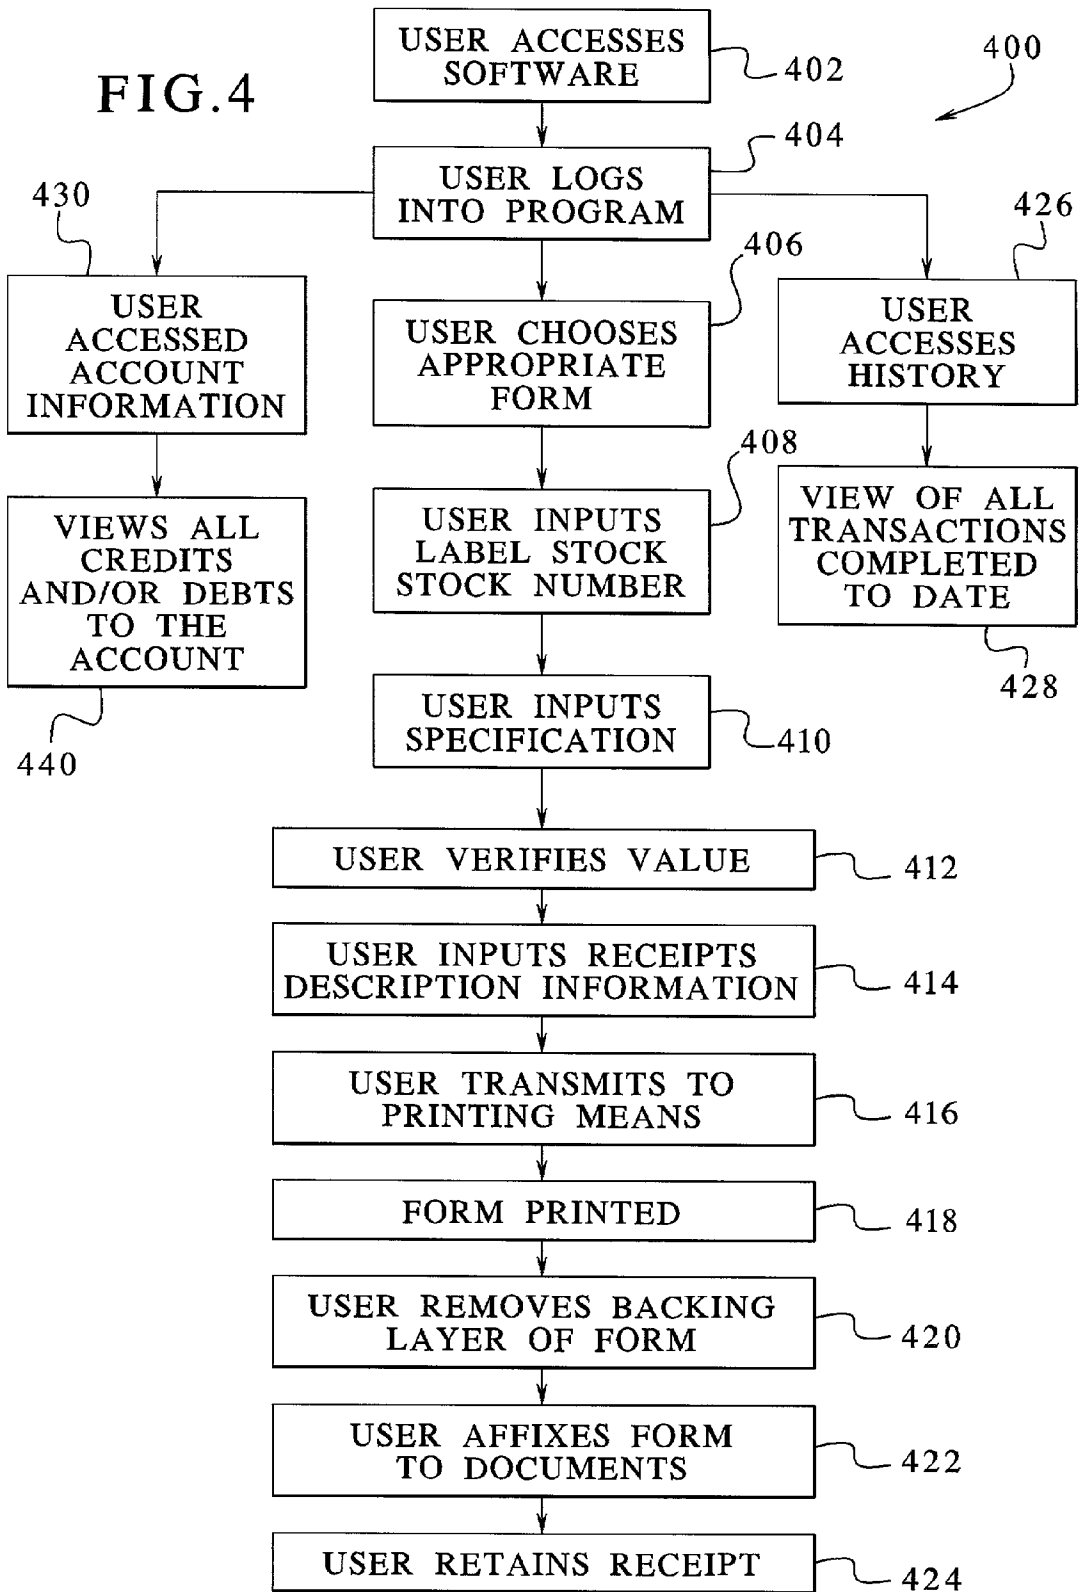 FIG.4
400
USER ACCESSES
SOFTWARE
402
USER LOGS
INTO PROGRAM
404
430
USER
ACCESSED
ACCOUNT
INFORMATION
VIEWS ALL
CREDITS
AND/OR DEBTS
TO THE
ACCOUNT
440
406
USER CHOOSES
APPROPRIATE
FORM
408
USER INPUTS
LABEL STOCK
STOCK NUMBER
USER INPUTS
SPECIFICATION
410
426
USER
ACCESSES
HISTORY
VIEW OF ALL
TRANSACTIONS
COMPLETED
TO DATE
428
USER VERIFIES VALUE
412
USER INPUTS RECEIPTS
DESCRIPTION INFORMATION
414
USER TRANSMITS TO
PRINTING MEANS
416
FORM PRINTED
418
USER REMOVES BACKING
LAYER OF FORM
420
USER AFFIXES FORM
TO DOCUMENTS
422
USER RETAINS RECEIPT
424